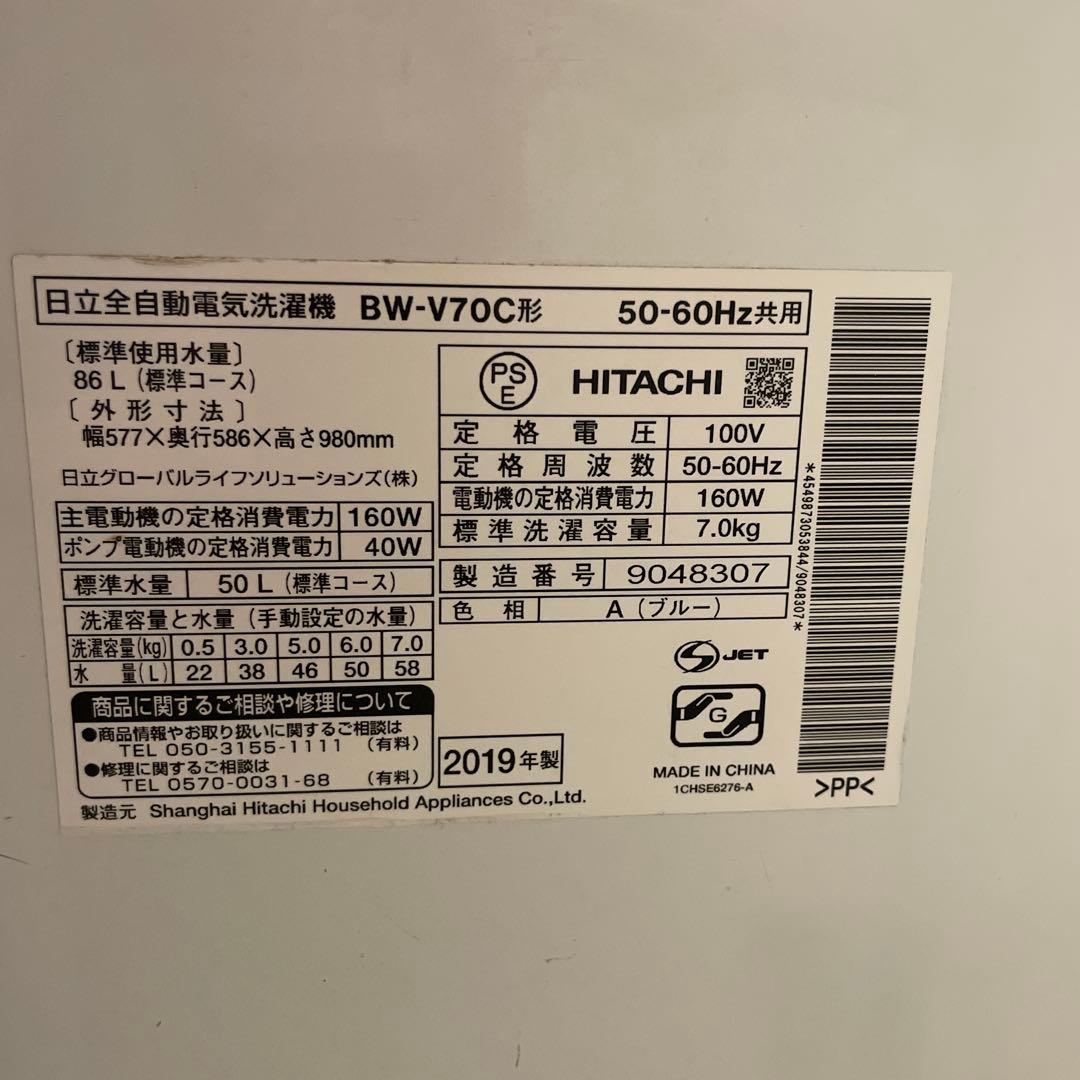 日立全自動電気洗濯機 BW-V70C形 50-60Hz共用
〔標準使用水量〕
86 L (標準コース)
〔外形寸法〕
幅577×奥行586×高さ980mm
日立グローバルライフソリューションズ(株)
主電動機の定格消費電力 160W
ポンプ電動機の定格消費電力 40W
標準水量 50 L (標準コース)
洗濯容量と水量 (手動設定の水量)
洗濯容量(kg) 0.5 3.0 5.0 6.0 7.0
水量(L) 22 38 46 50 58
商品に関するご相談や修理について
●商品情報やお取り扱いに関するご相談は
TEL 050-3155-1111 (有料)
●修理に関するご相談は
TEL 0570-0031-68 (有料)
製造元 Shanghai Hitachi Household Appliances Co.,Ltd.
PS
E
HITACHI
定格電圧 100V
定格周波数 50-60Hz
電動機の定格消費電力 160W
標準洗濯容量 7.0kg
製造番号 9048307
色相 A (ブルー)
S JET
G
2019年製
MADE IN CHINA
1CHSE6276-A
*4549873053844/9048307*
>PP<